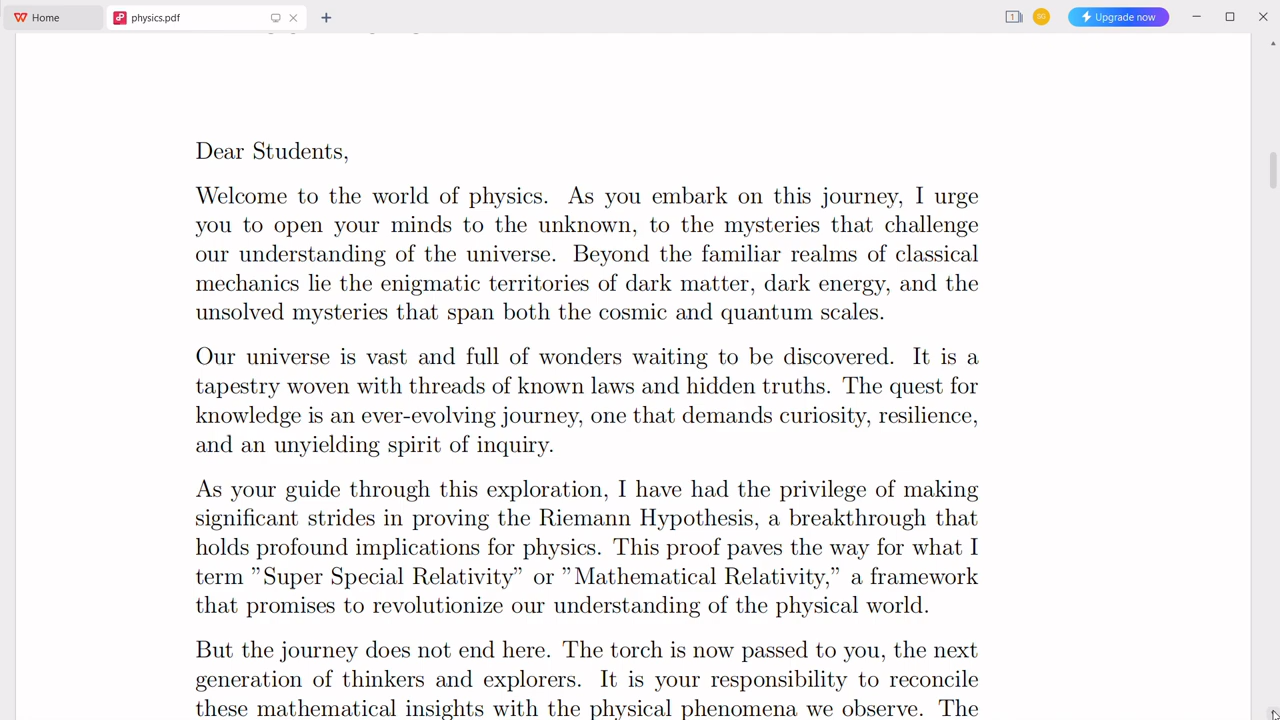 Home
physics.pdf
1
SG
Upgrade now
Dear Students,
Welcome to the world of physics. As you embark on this journey, I urge
you to open your minds to the unknown, to the mysteries that challenge
our understanding of the universe. Beyond the familiar realms of classical
mechanics lie the enigmatic territories of dark matter, dark energy, and the
unsolved mysteries that span both the cosmic and quantum scales.
Our universe is vast and full of wonders waiting to be discovered. It is a
tapestry woven with threads of known laws and hidden truths. The quest for
knowledge is an ever-evolving journey, one that demands curiosity, resilience,
and an unyielding spirit of inquiry.
As your guide through this exploration, I have had the privilege of making
significant strides in proving the Riemann Hypothesis, a breakthrough that
holds profound implications for physics. This proof paves the way for what I
term ”Super Special Relativity” or ”Mathematical Relativity,” a framework
that promises to revolutionize our understanding of the physical world.
But the journey does not end here. The torch is now passed to you, the next
generation of thinkers and explorers. It is your responsibility to reconcile
these mathematical insights with the physical phenomena we observe. The